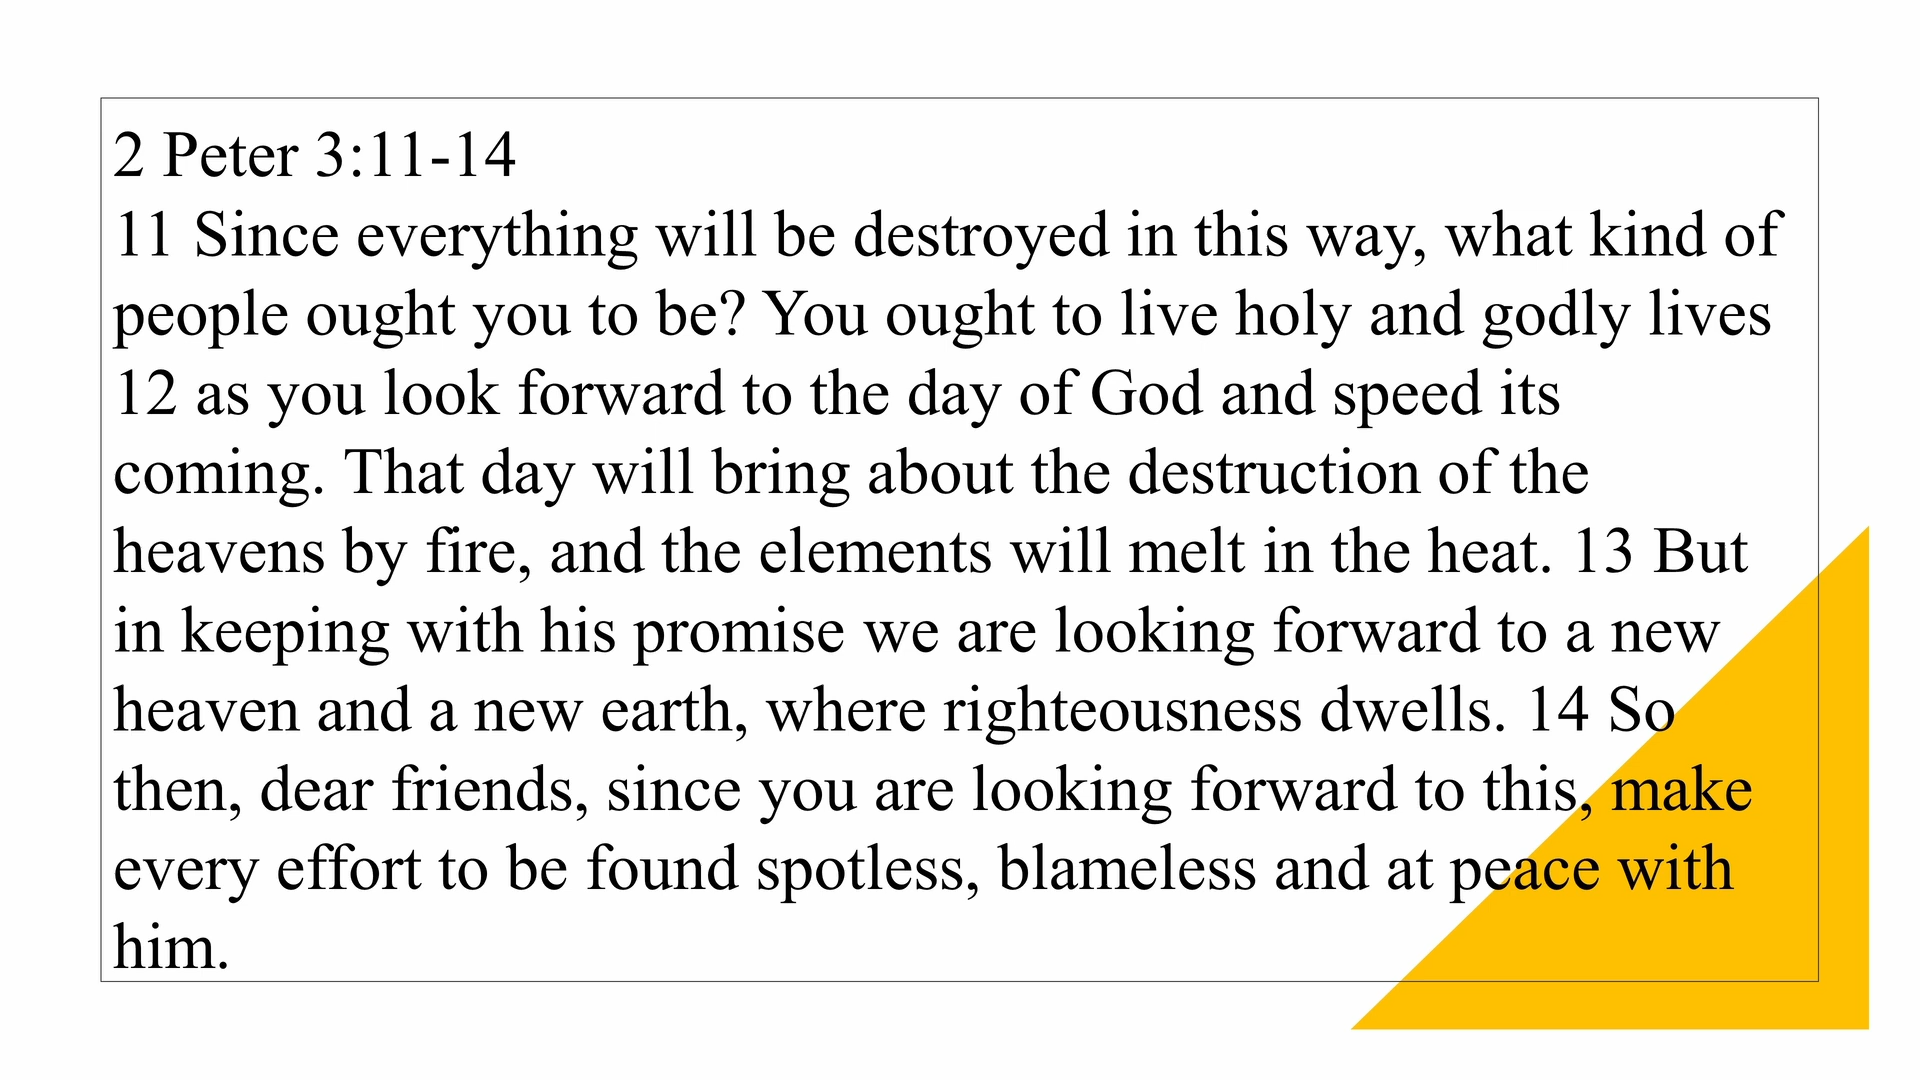 2 Peter 3:11-14
11 Since everything will be destroyed in this way, what kind of
people ought you to be? You ought to live holy and godly lives
12 as you look forward to the day of God and speed its
coming. That day will bring about the destruction of the
heavens by fire, and the elements will melt in the heat. 13 But
in keeping with his promise we are looking forward to a new
heaven and a new earth, where righteousness dwells. 14 So
then, dear friends, since you are looking forward to this, make
every effort to be found spotless, blameless and at peace with
him.